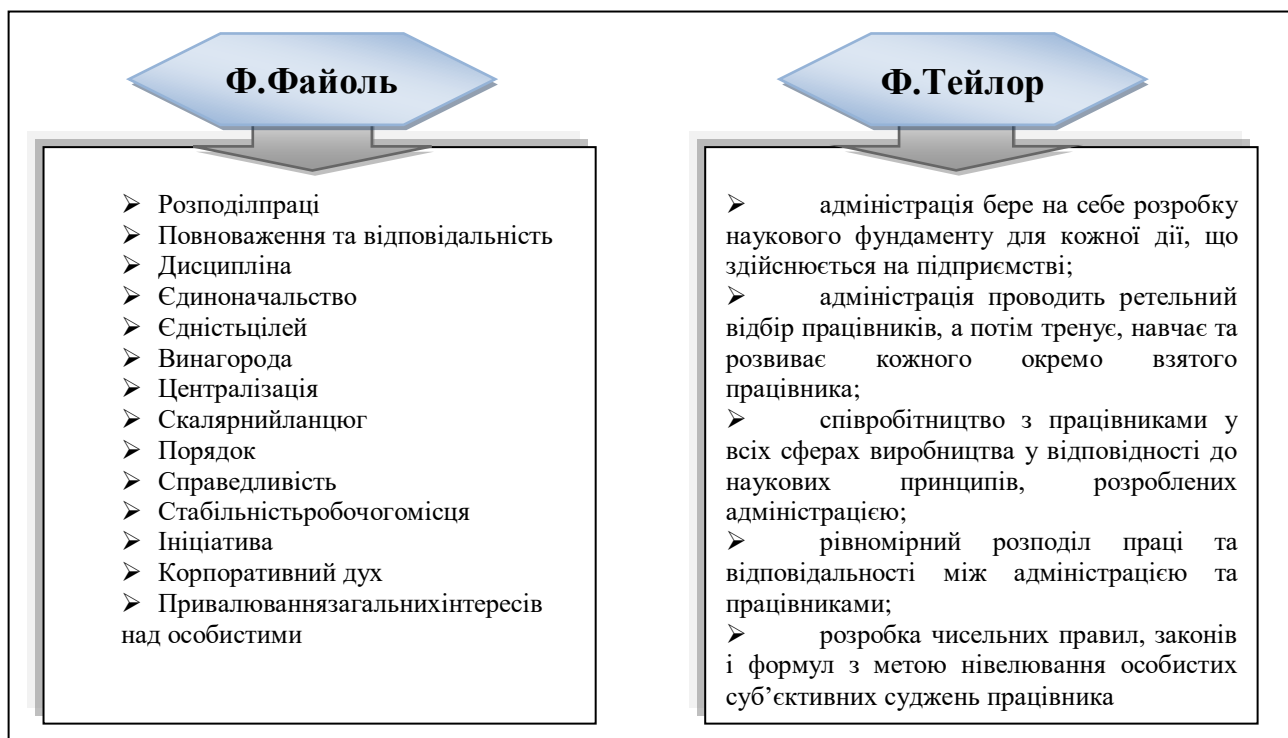 Ф.Файоль
➢ Розподілпраці
➢ Повноваження та відповідальність
➢ Дисципліна
➢ Єдиноначальство
➢ Єдністьцілей
➢ Винагорода
➢ Централізація
➢ Скалярнийланцюг
➢ Порядок
➢ Справедливість
➢ Стабільністьробочогомісця
➢ Ініціатива
➢ Корпоративний дух
➢ Привалюваннязагальнихінтересів
над особистими
Ф.Тейлор
➢ адміністрація бере на себе розробку
наукового фундаменту для кожної дії, що
здійснюється на підприємстві;
➢ адміністрація проводить ретельний
відбір працівників, а потім тренує, навчає та
розвиває кожного окремо взятого
працівника;
➢ співробітництво з працівниками у
всіх сферах виробництва у відповідності до
наукових принципів, розроблених
адміністрацією;
➢ рівномірний розподіл праці та
відповідальності між адміністрацією та
працівниками;
➢ розробка чисельних правил, законів
і формул з метою нівелювання особистих
суб’єктивних суджень працівника